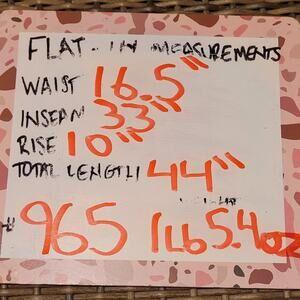 FLAT-IN MEASUREMENTS
WAIST 16.5"
INSEAM 33"
RISE 10"
TOTAL LENGTH 44"
#965 1Lb 5.4oz